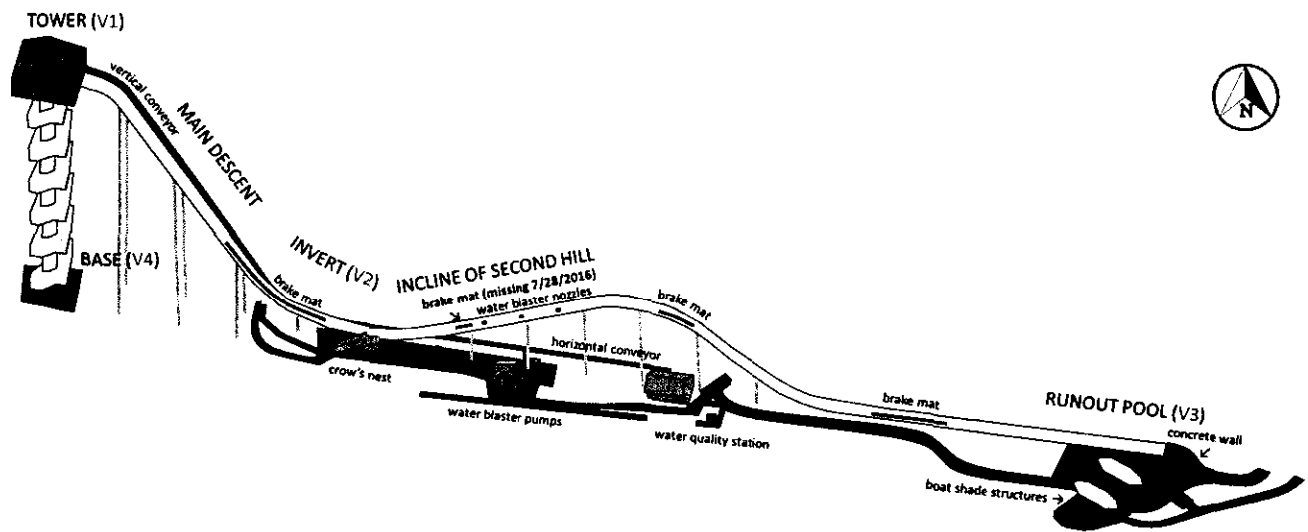 TOWER (V1)
vertical conveyor
MAIN DESCENT
N
BASE (V4)
INVERT (V2)
brake mat
INCLINE OF SECOND HILL
brake mat (missing 7/28/2016)
water blaster nozzles
brake mat
horizontal conveyor
crow's nest
water blaster pumps
water quality station
brake mat
RUNOUT POOL (V3)
concrete wall
boat shade structures